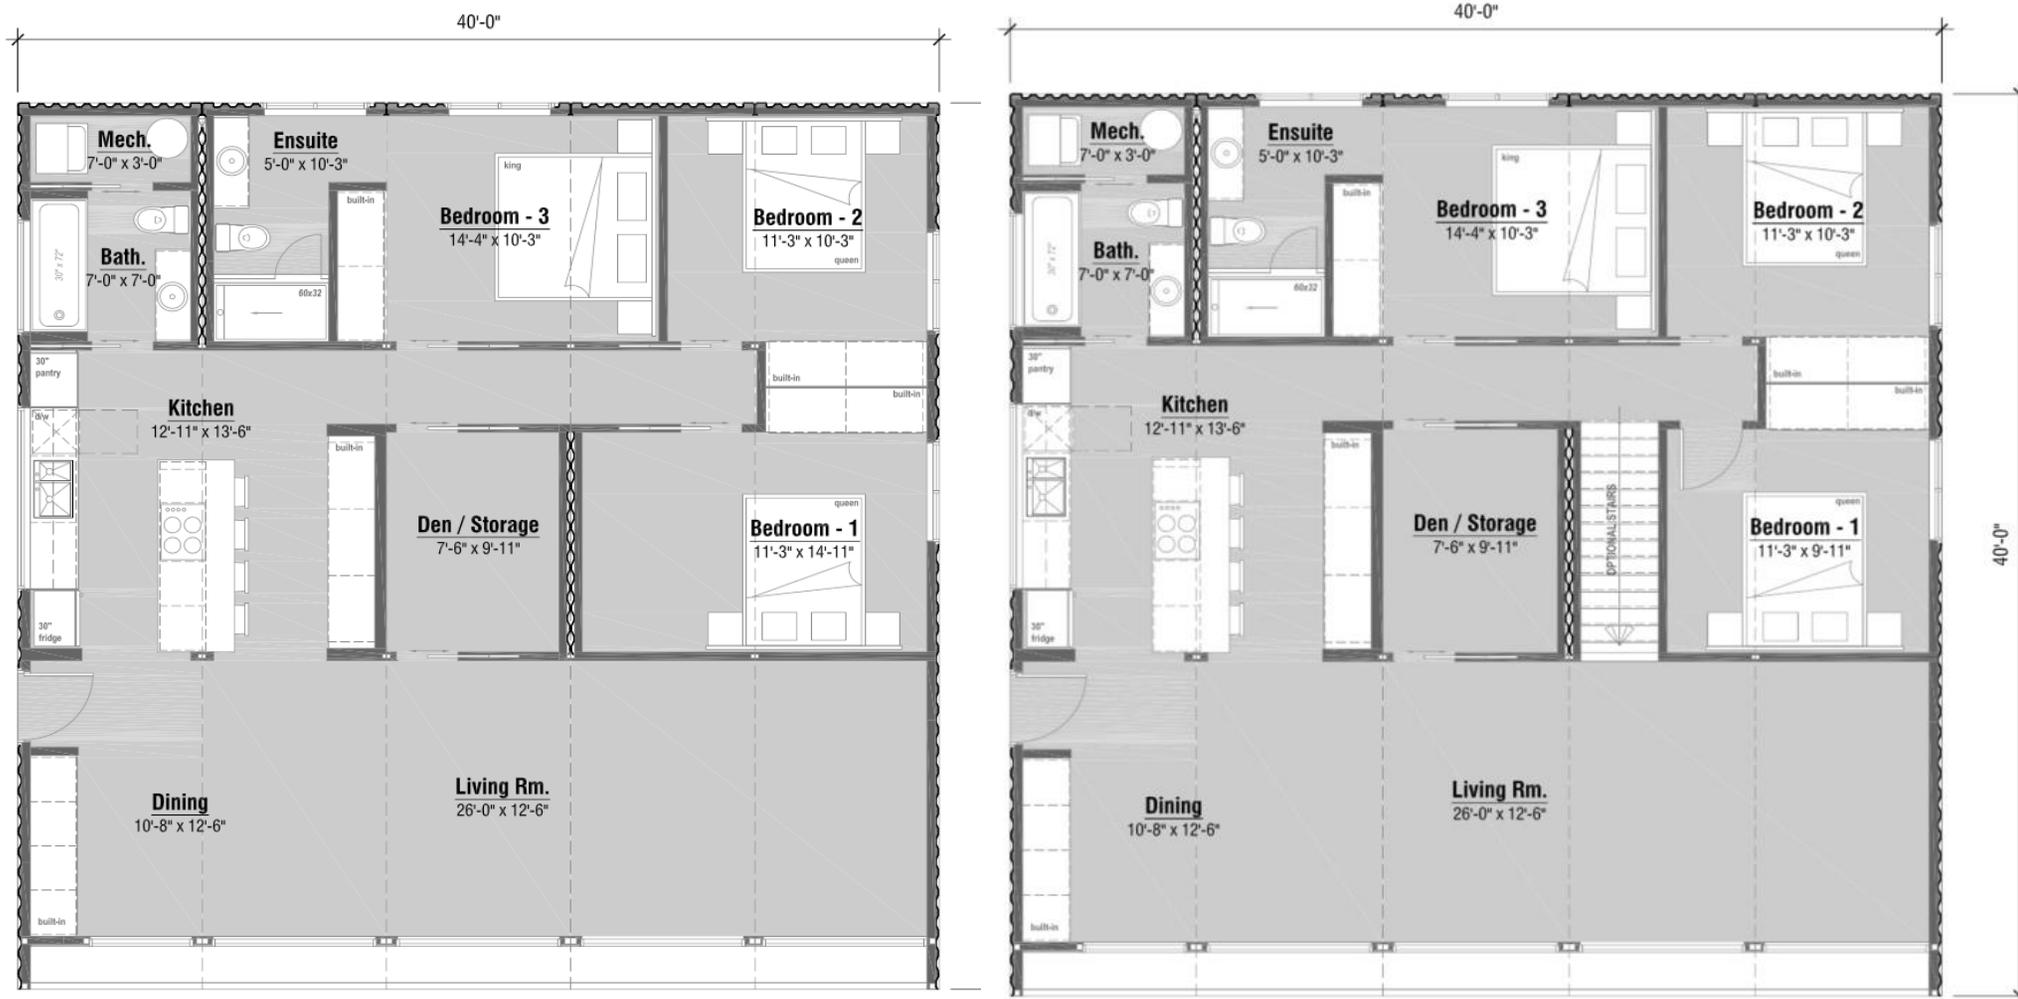 40'-0"
Mech.
7'-0" x 3'-0"
Ensuite
5'-0" x 10'-3"
king
built-in
Bedroom - 3
14'-4" x 10'-3"
Bedroom - 2
11'-3" x 10'-3"
queen
30" x 72"
Bath.
7'-0" x 7'-0"
60x32
30"
pantry
built-in
built-in
d/w
Kitchen
12'-11" x 13'-6"
built-in
queen
Den / Storage
7'-6" x 9'-11"
Bedroom - 1
11'-3" x 14'-11"
30"
fridge
Living Rm.
26'-0" x 12'-6"
Dining
10'-8" x 12'-6"
built-in
40'-0"
Mech.
7'-0" x 3'-0"
Ensuite
5'-0" x 10'-3"
king
built-in
Bedroom - 3
14'-4" x 10'-3"
Bedroom - 2
11'-3" x 10'-3"
queen
30" x 72"
Bath.
7'-0" x 7'-0"
60x32
30"
pantry
built-in
built-in
d/w
Kitchen
12'-11" x 13'-6"
built-in
queen
Den / Storage
7'-6" x 9'-11"
OPTIONAL STAIRS
Bedroom - 1
11'-3" x 9'-11"
40'-0"
30"
fridge
Living Rm.
26'-0" x 12'-6"
Dining
10'-8" x 12'-6"
built-in